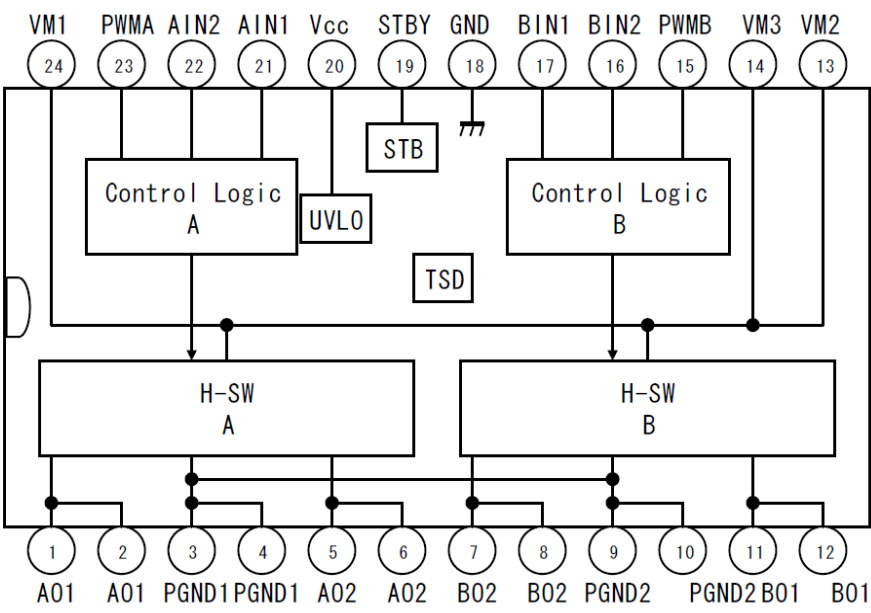 VM1 PWMA AIN2 AIN1 Vcc STBY GND BIN1 BIN2 PWMB VM3 VM2
24 23 22 21 20 19 18 17 16 15 14 13
STB
Control Logic
A
UVLO
Control Logic
B
TSD
H-SW
A
H-SW
B
1 2 3 4 5 6 7 8 9 10 11 12
AO1 AO1 PGND1 PGND1 AO2 AO2 BO2 BO2 PGND2 PGND2 BO1 BO1